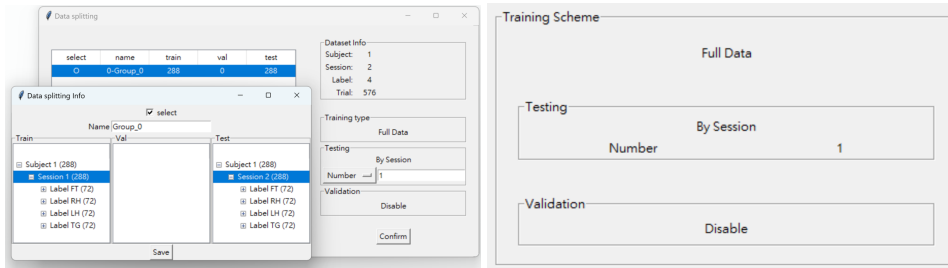 Data splitting
select name train val test
O 0-Group_0 288 0 288
Dataset Info
Subject: 1
Session: 2
Label: 4
Trial: 576
Training type
Full Data
Testing
By Session
Number 1
Validation
Disable
Confirm
Data splitting Info
select
Name Group_0
Train Val Test
Subject 1 (288) Subject 1 (288)
Session 1 (288) Session 2 (288)
Label FT (72) Label FT (72)
Label RH (72) Label RH (72)
Label LH (72) Label LH (72)
Label TG (72) Label TG (72)
Save
Training Scheme
Full Data
Testing
By Session
Number 1
Validation
Disable